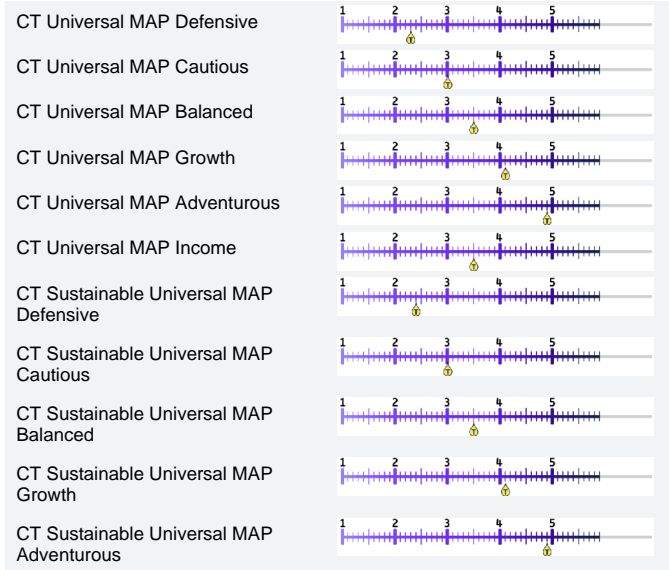 CT Universal MAP Defensive
1 2 3 4 5
T
CT Universal MAP Cautious
1 2 3 4 5
T
CT Universal MAP Balanced
1 2 3 4 5
T
CT Universal MAP Growth
1 2 3 4 5
T
CT Universal MAP Adventurous
1 2 3 4 5
T
CT Universal MAP Income
1 2 3 4 5
T
CT Sustainable Universal MAP
Defensive
1 2 3 4 5
T
CT Sustainable Universal MAP
Cautious
1 2 3 4 5
T
CT Sustainable Universal MAP
Balanced
1 2 3 4 5
T
CT Sustainable Universal MAP
Growth
1 2 3 4 5
T
CT Sustainable Universal MAP
Adventurous
1 2 3 4 5
T